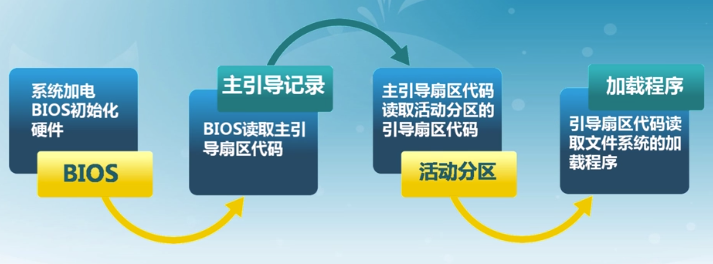 系统加电
BIOS初始化
硬件
BIOS
主引导记录
BIOS读取主引
导扇区代码
主引导扇区代码
读取活动分区的
引导扇区代码
活动分区
加载程序
引导扇区代码读
取文件系统的加
载程序